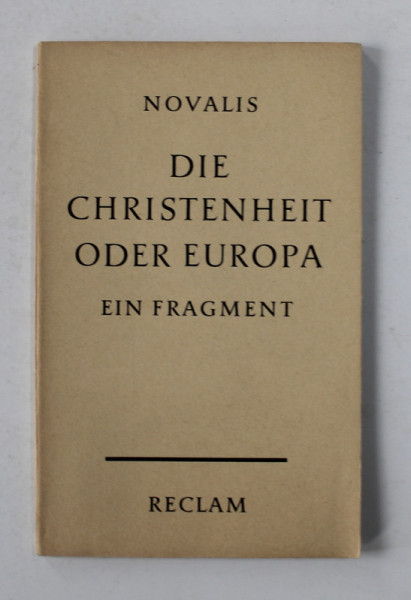 NOVALIS
DIE
CHRISTENHEIT
ODER EUROPA
EIN FRAGMENT
RECLAM